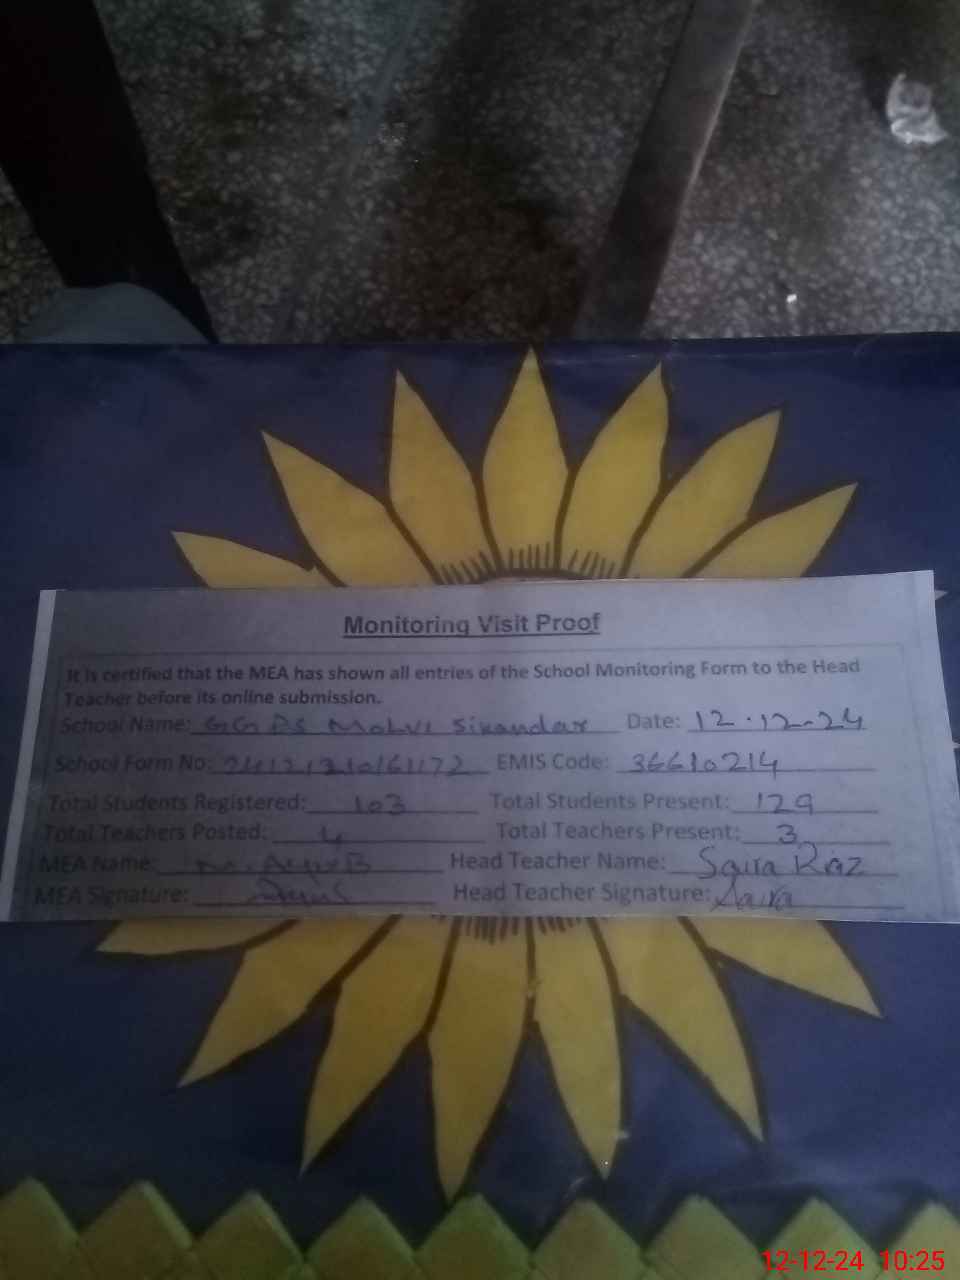 Monitoring Visit Proof
It is certified that the MEA has shown all entries of the School Monitoring Form to the Head
Teacher before its online submission.
School Name: GGPS Molvi Sikandar Date: 12.12.24
School Form No: EMIS Code: 36610214
Total Students Registered: 103 Total Students Present: 129
Total Teachers Posted: 4 Total Teachers Present: 3
MEA Name: Head Teacher Name: Saira Riaz
MEA Signature: Head Teacher Signature: Saira
12-12-24 10:25